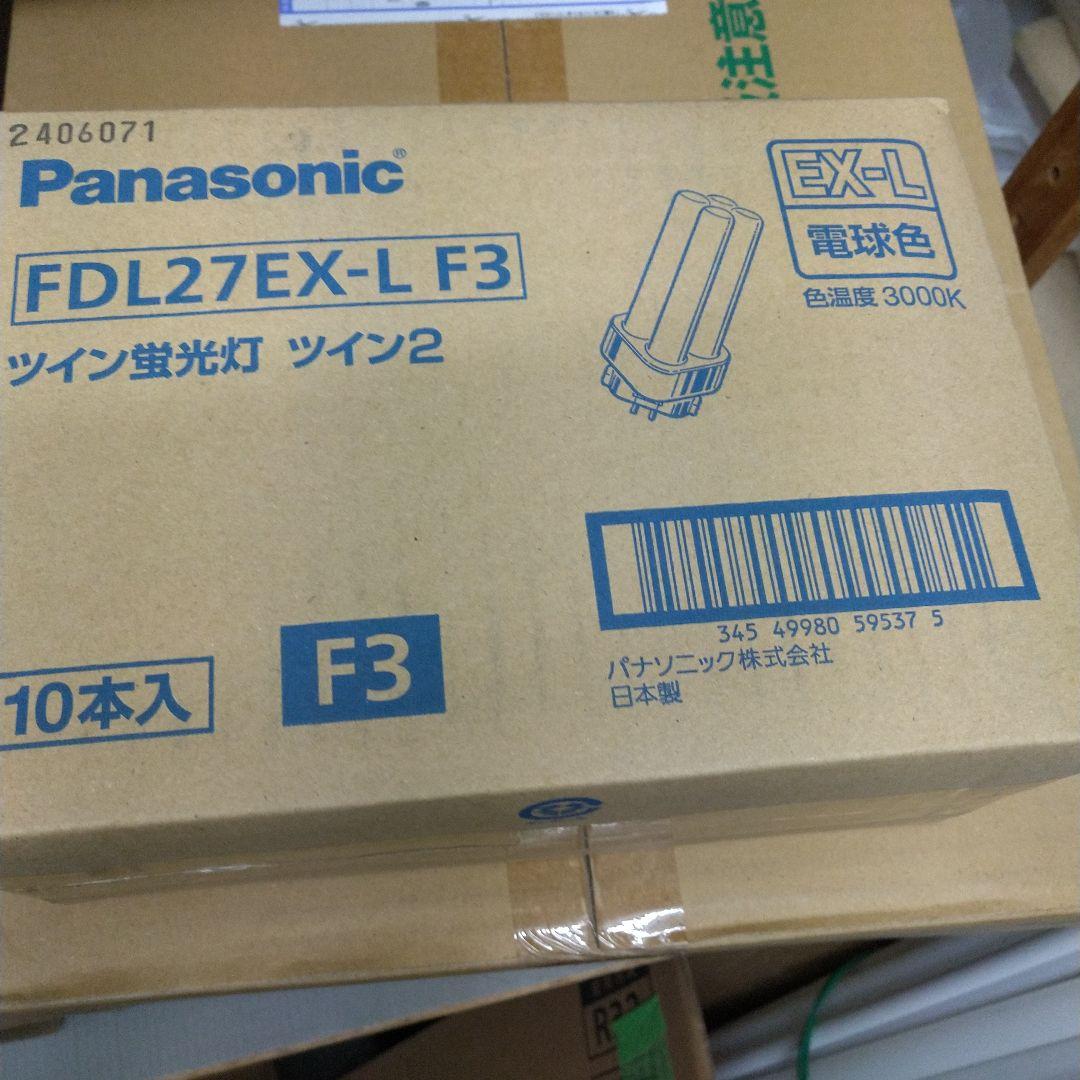 注意
2406071
Panasonic®
EX-L
電球色
色温度 3000K
FDL27EX-L F3
ツイン蛍光灯 ツイン2
345 49980 59537 5
パナソニック株式会社
日本製
F3
10本入